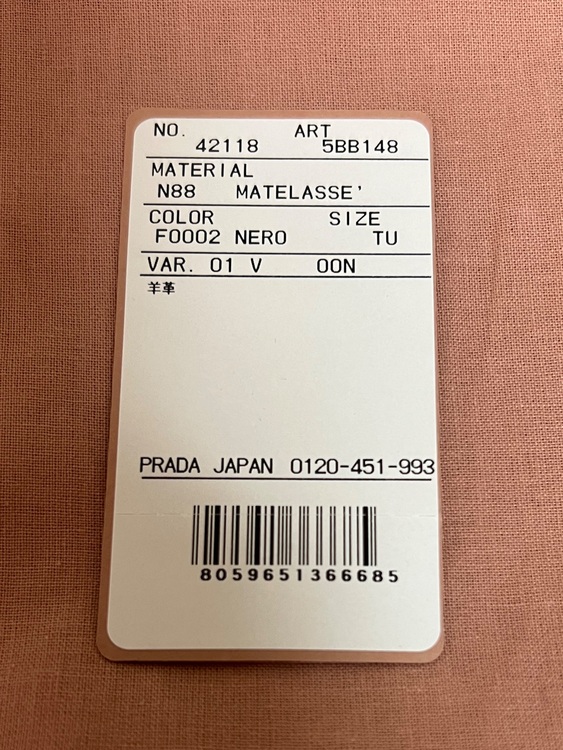 NO. ART
42118 5BB148
MATERIAL
N88 MATELASSE'
COLOR SIZE
F0002 NERO TU
VAR. 01 V 00N
羊革
PRADA JAPAN 0120-451-993
8059651366685